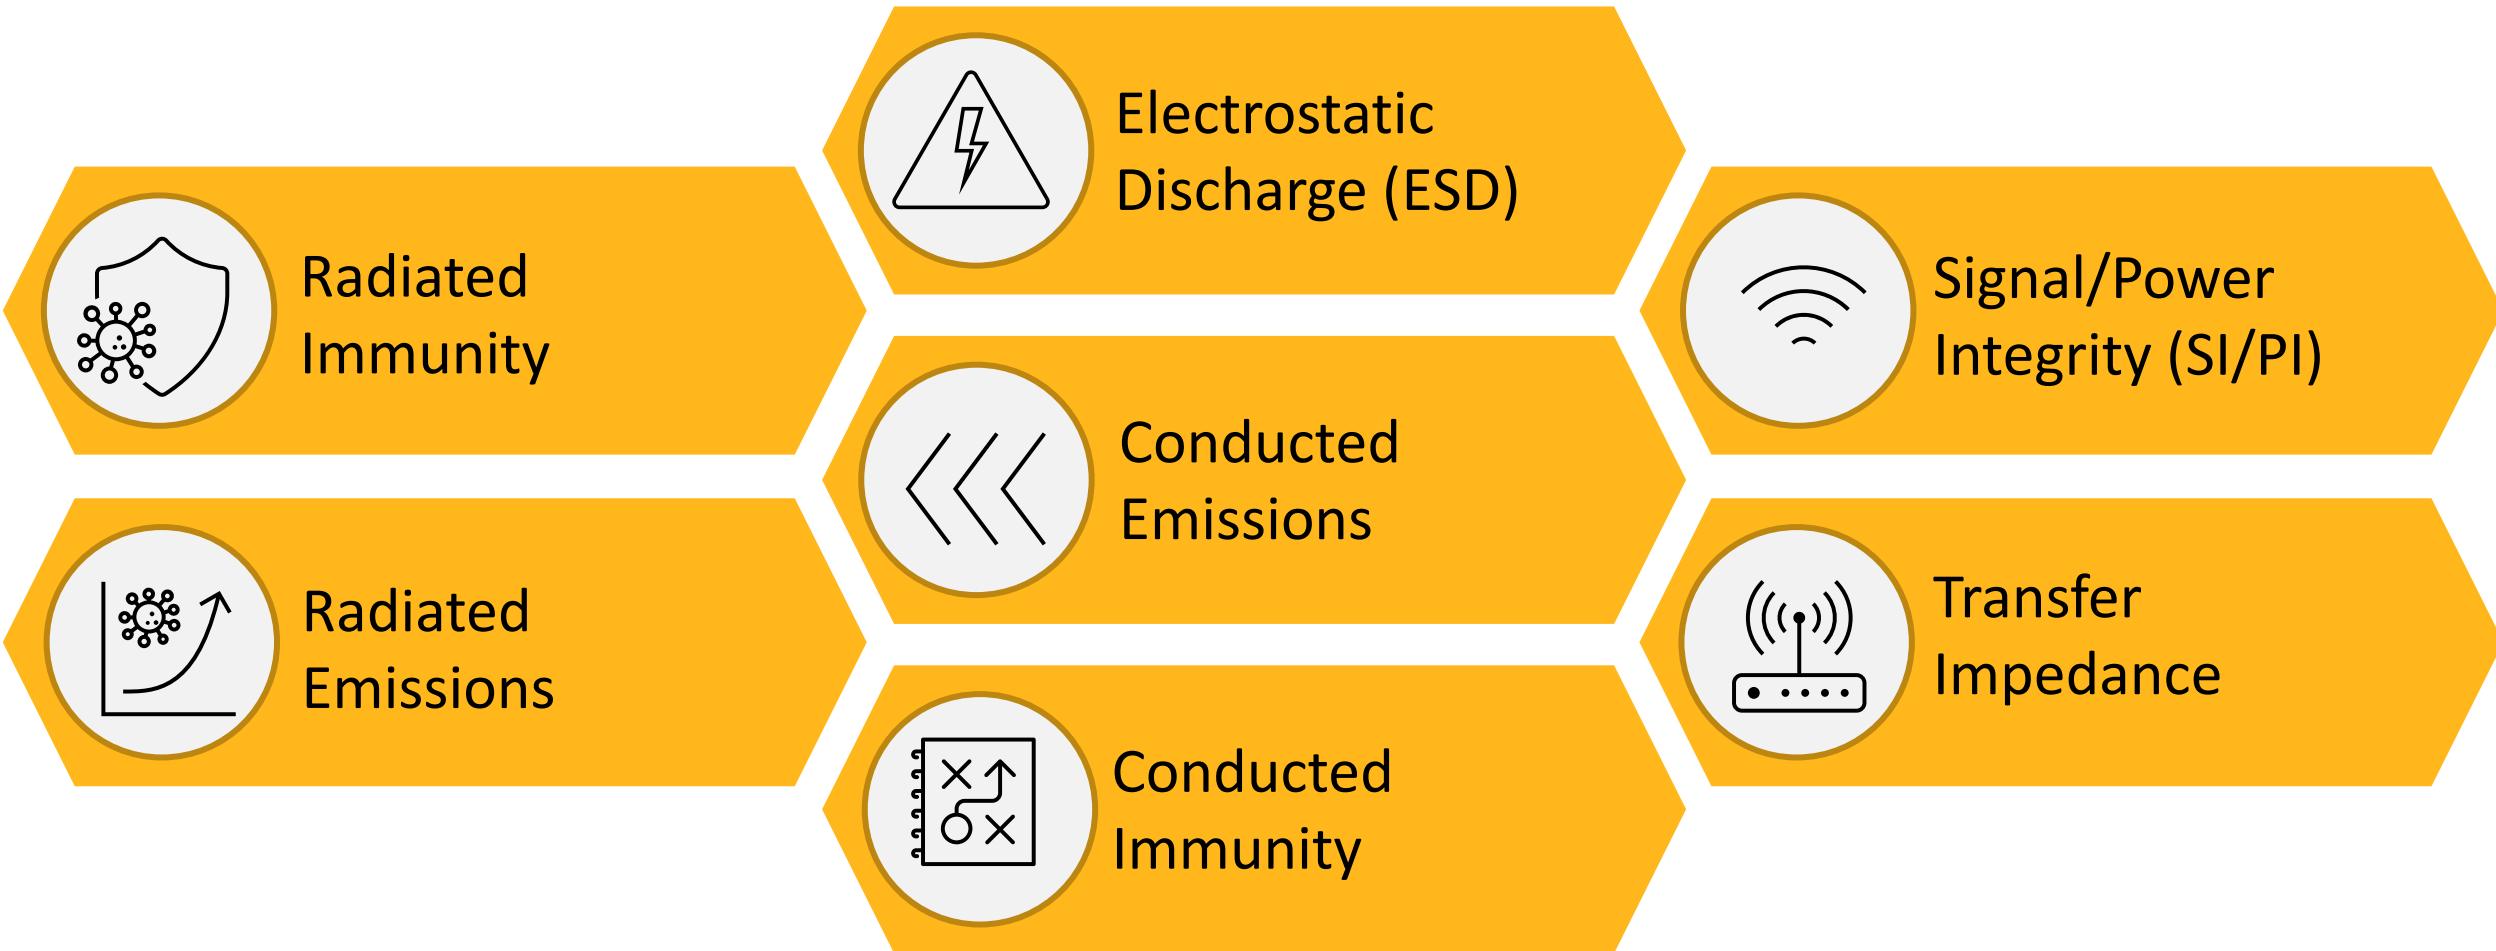 Radiated
Immunity
Radiated
Emissions
Electrostatic
Discharge (ESD)
Conducted
Emissions
Conducted
Immunity
Signal/Power
Integrity (SI/PI)
Transfer
Impedance